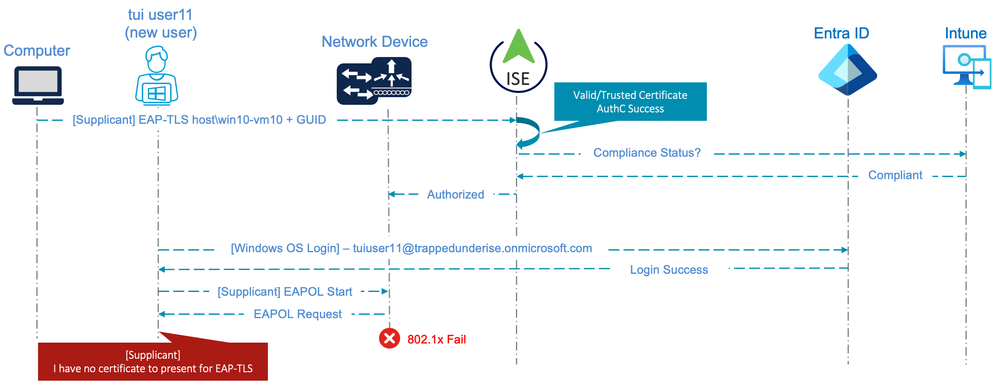 tui user11
(new user)
Computer
Network Device
ISE
Entra ID
Intune
Valid/Trusted Certificate
AuthC Success
[Supplicant] EAP-TLS host\win10-vm10 + GUID
Compliance Status?
Compliant
Authorized
[Windows OS Login] – tuiuser11@trappedunderise.onmicrosoft.com
Login Success
[Supplicant] EAPOL Start
EAPOL Request
802.1x Fail
[Supplicant]
I have no certificate to present for EAP-TLS